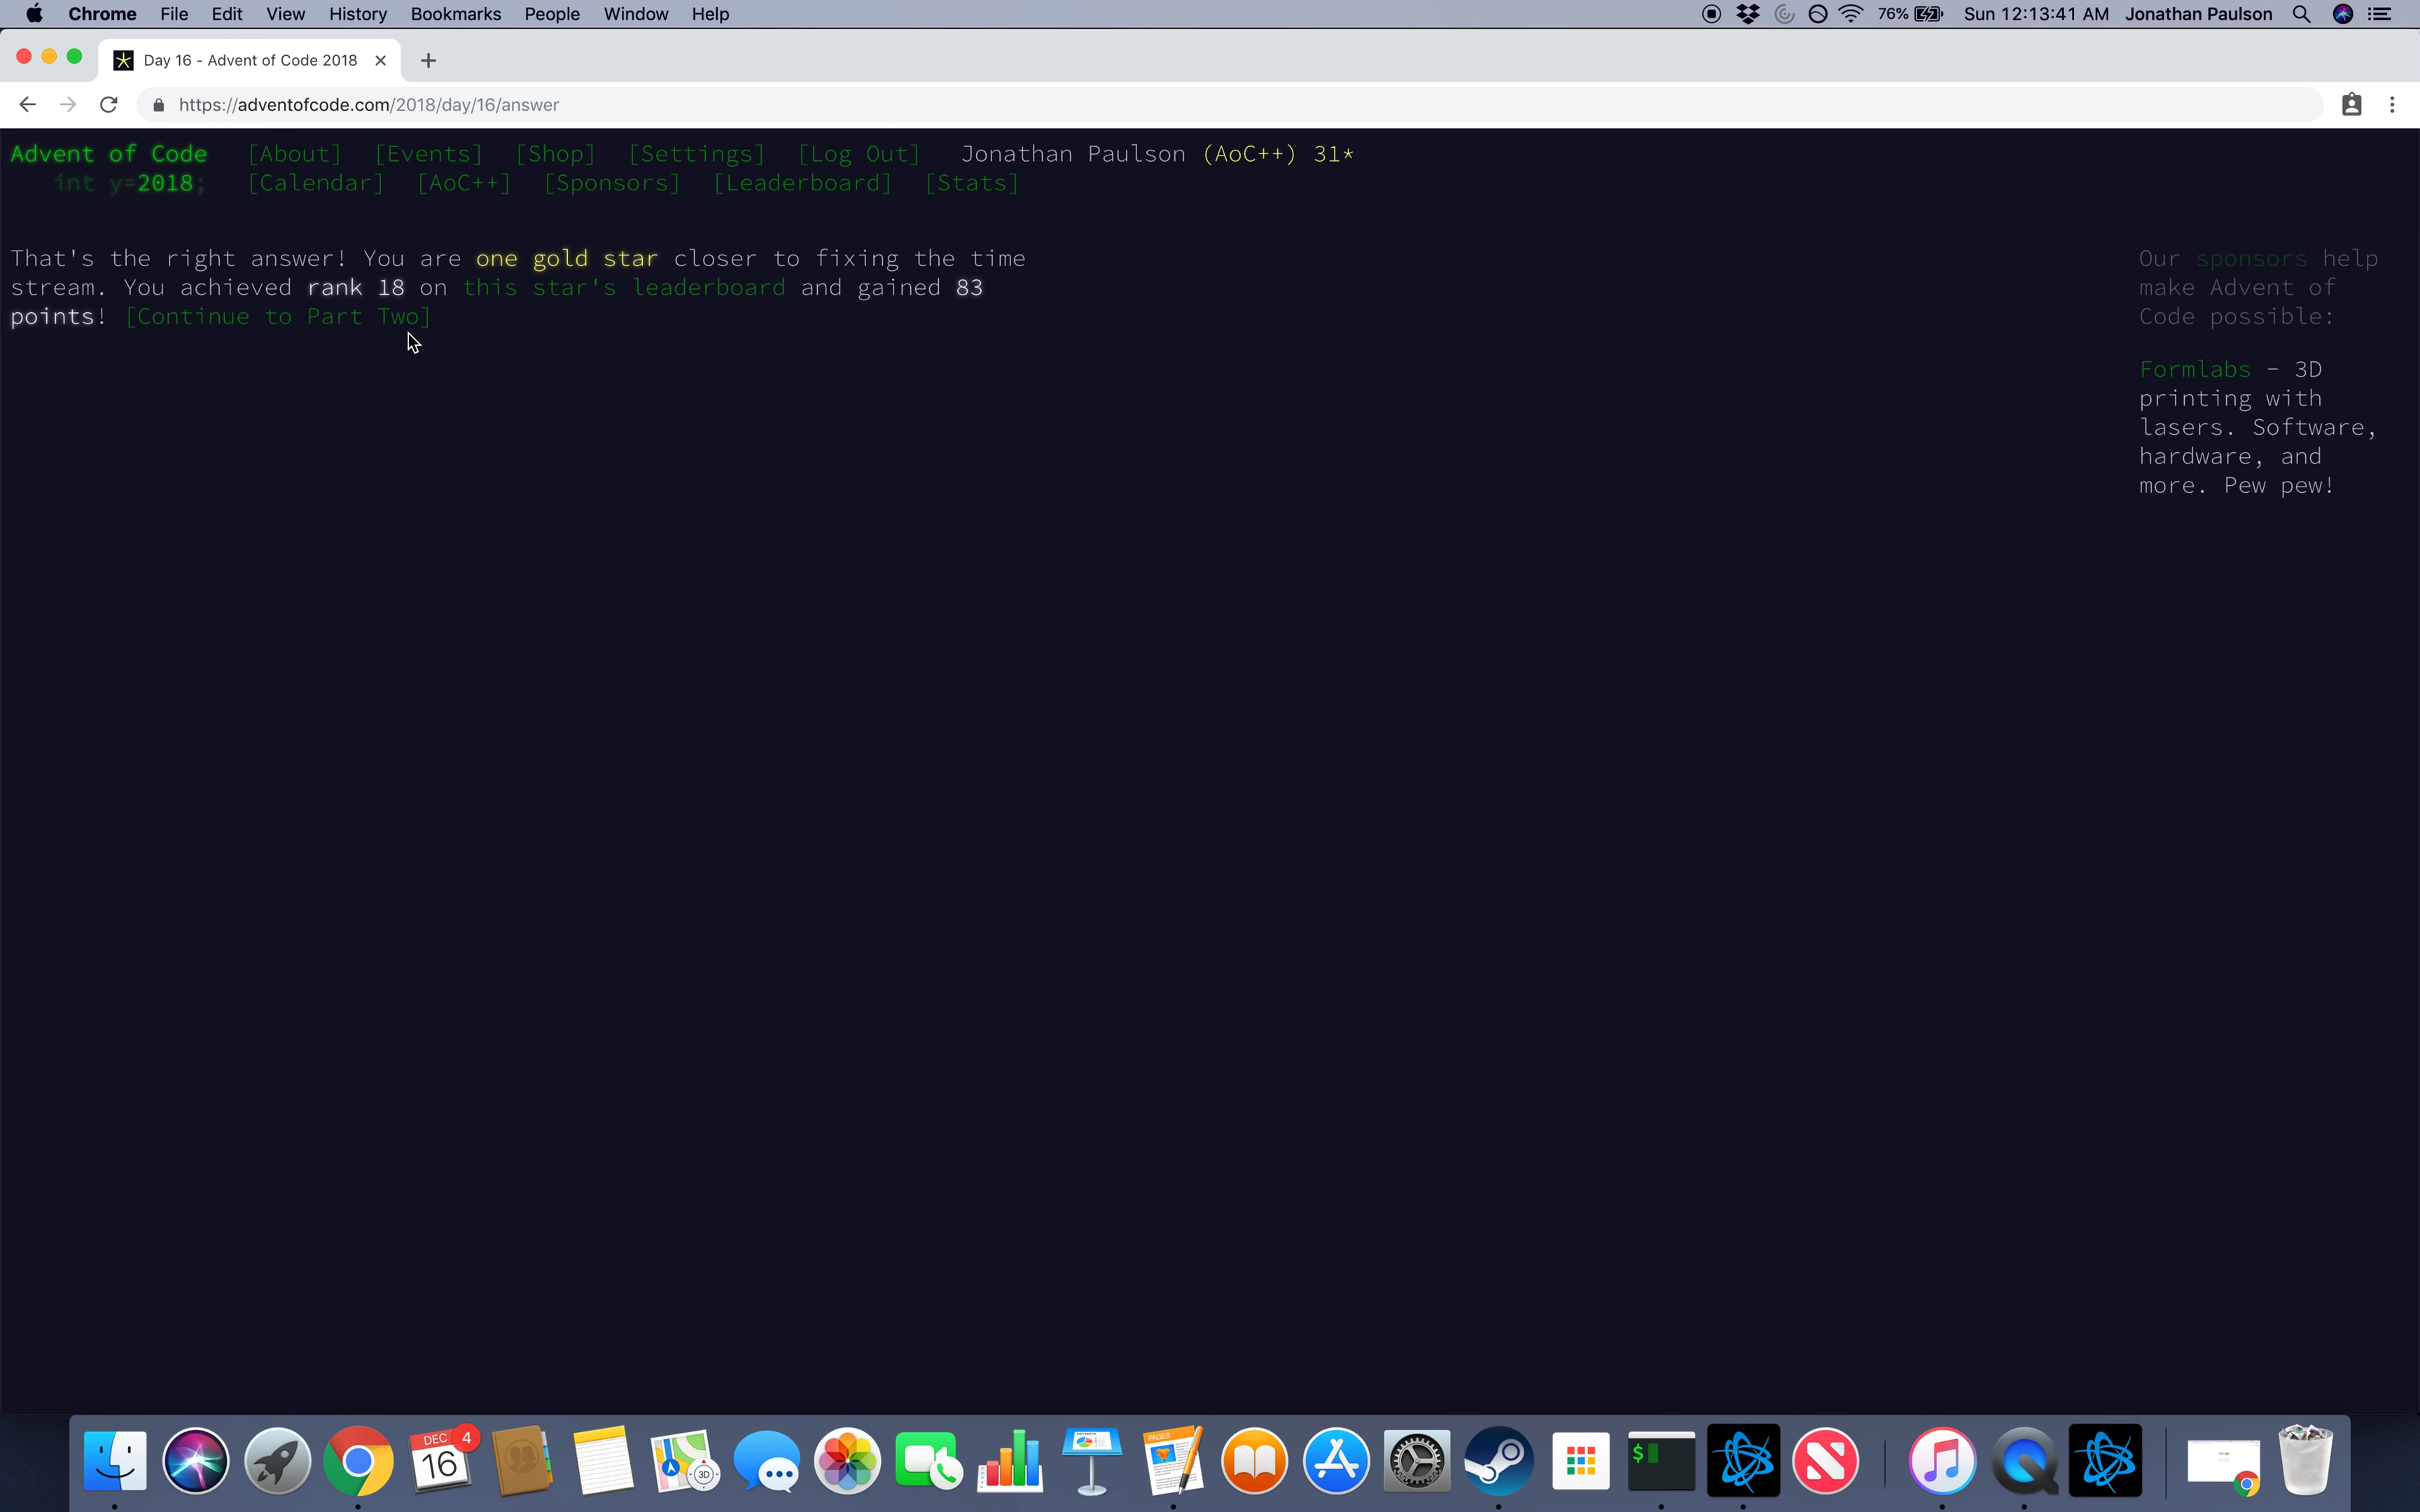 Chrome File Edit View History Bookmarks People Window Help 76% Sun 12:13:41 AM Jonathan Paulson
Day 16 - Advent of Code 2018
https://adventofcode.com/2018/day/16/answer
Advent of Code [About] [Events] [Shop] [Settings] [Log Out] Jonathan Paulson (AoC++) 31*
int y=2018; [Calendar] [AoC++] [Sponsors] [Leaderboard] [Stats]
That's the right answer! You are one gold star closer to fixing the time
stream. You achieved rank 18 on this star's leaderboard and gained 83
points! [Continue to Part Two]
Our sponsors help
make Advent of
Code possible:
Formlabs - 3D
printing with
lasers. Software,
hardware, and
more. Pew pew!
DEC 4
16
3D
PAGES
$